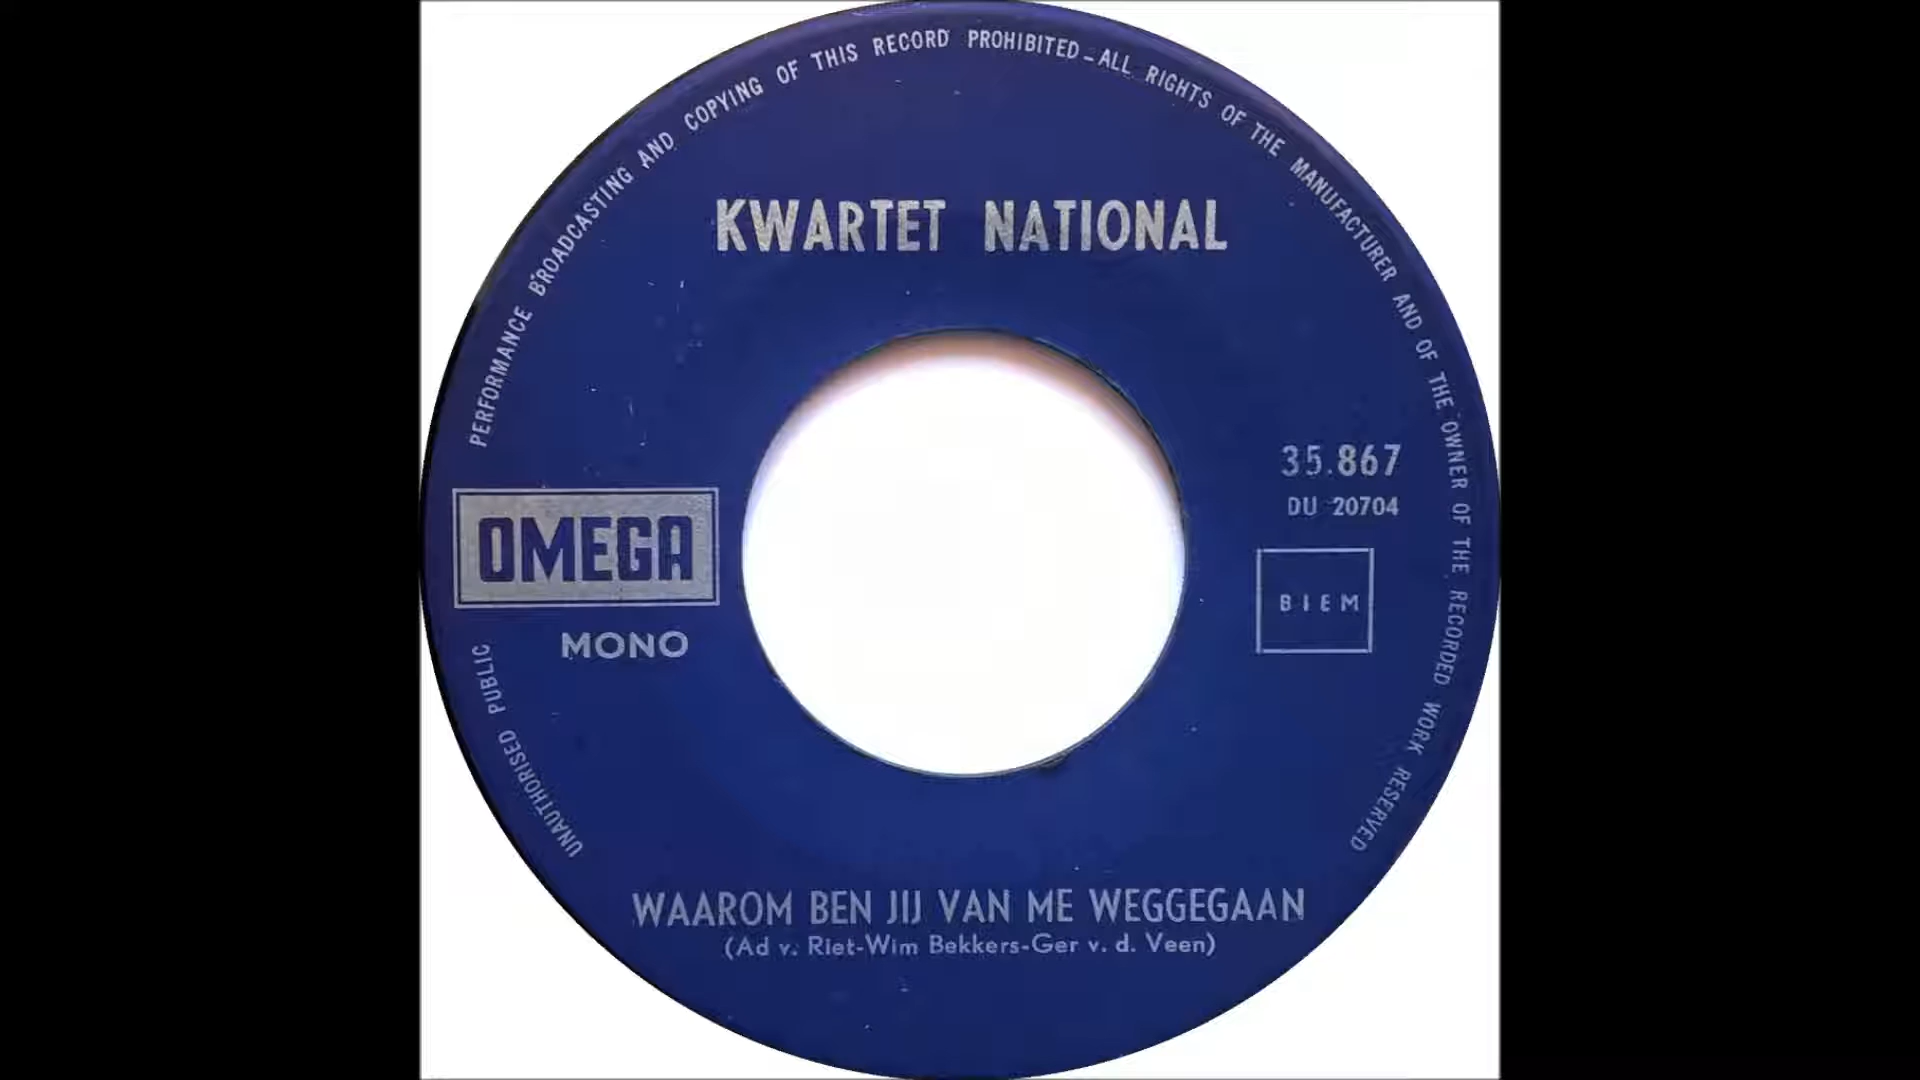 UNAUTHORISED PUBLIC PERFORMANCE BROADCASTING AND COPYING OF THIS RECORD PROHIBITED - ALL RIGHTS OF THE MANUFACTURER AND OF THE OWNER OF THE RECORDED WORK RESERVED
KWARTET NATIONAL
35.867
DU 20704
OMEGA
BIEM
MONO
WAAROM BEN JIJ VAN ME WEGGEGAAN
(Ad v. Riet-Wim Bekkers-Ger v. d. Veen)